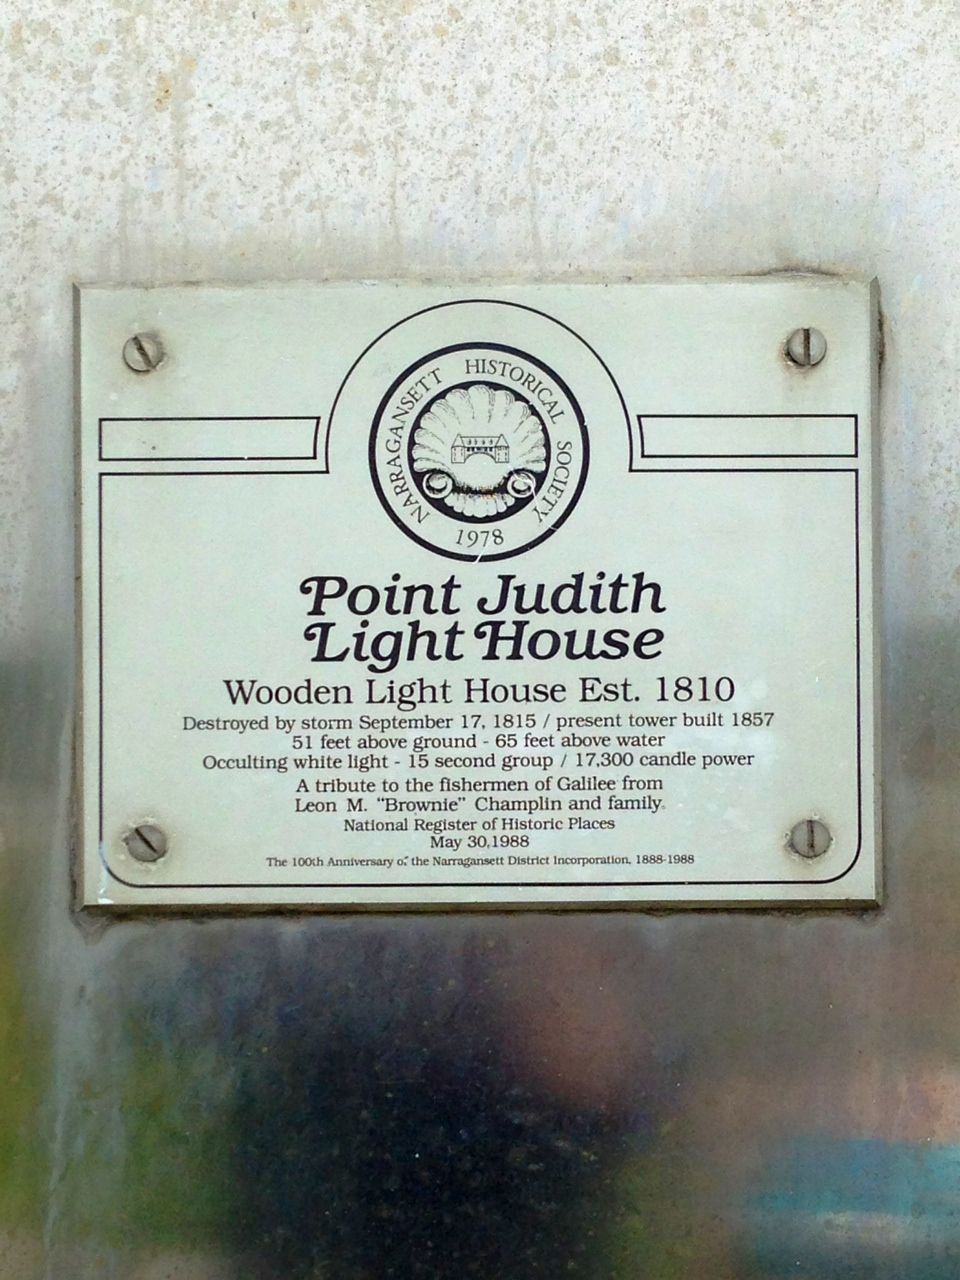 NARRAGANSETT HISTORICAL SOCIETY
1978
Point Judith
Light House
Wooden Light House Est. 1810
Destroyed by storm September 17, 1815 / present tower built 1857
51 feet above ground - 65 feet above water
Occulting white light - 15 second group / 17,300 candle power
A tribute to the fishermen of Galilee from
Leon M. "Brownie" Champlin and family.
National Register of Historic Places
May 30, 1988
The 100th Anniversary of the Narragansett District Incorporation, 1888-1988